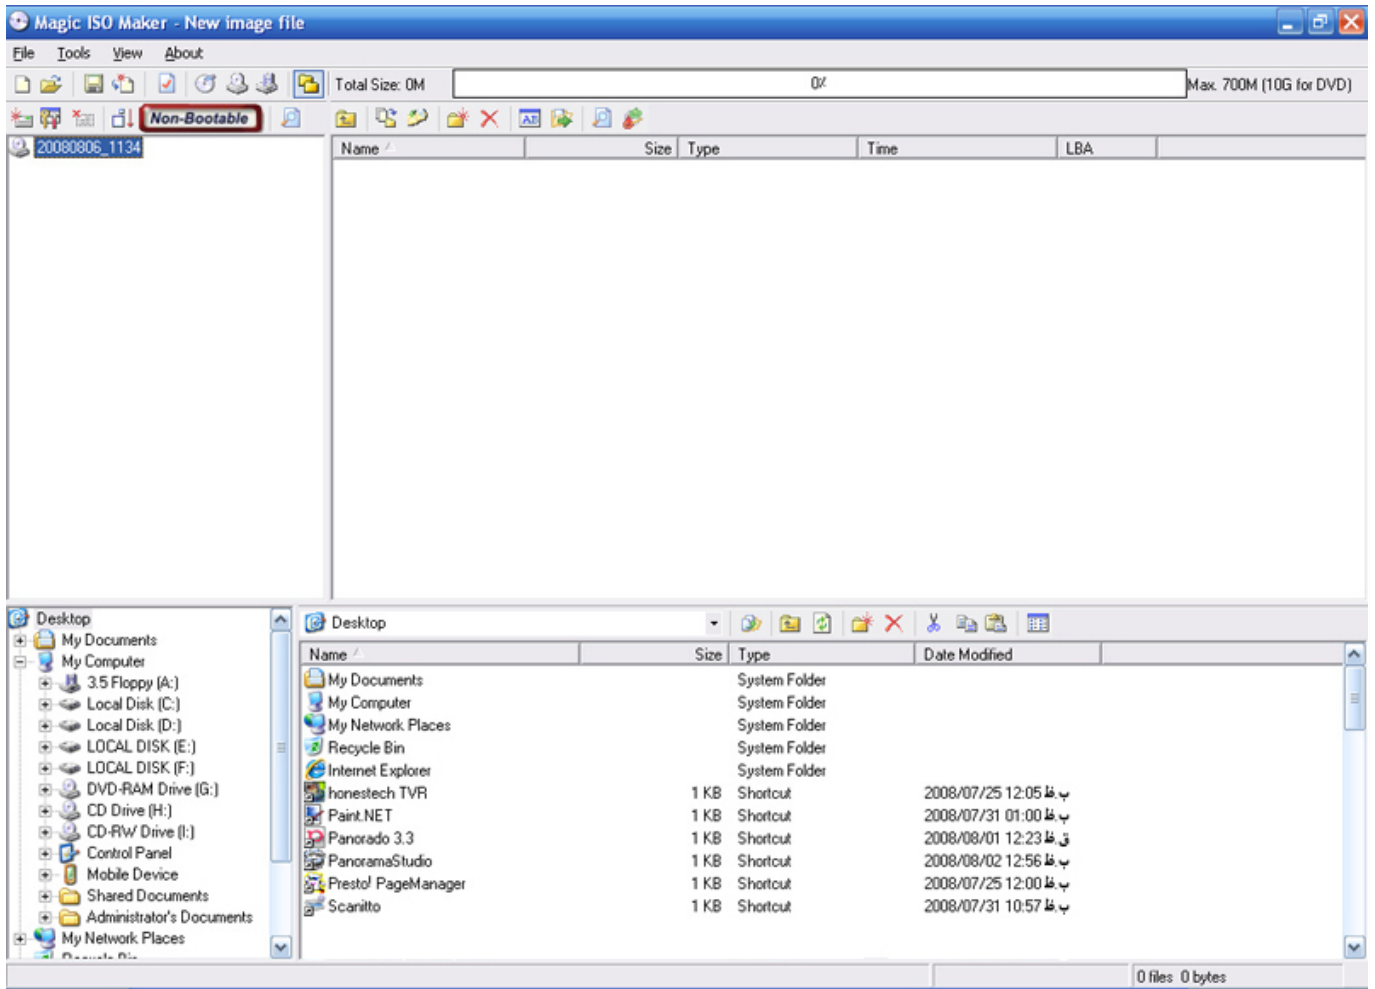 Magic ISO Maker - New image file
File Tools View About
Total Size: 0M 0% Max. 700M (10G for DVD)
Non-Bootable
20080806_1134
Name Size Type Time LBA
Desktop
My Documents
My Computer
3.5 Floppy (A:)
Local Disk (C:)
Local Disk (D:)
LOCAL DISK (E:)
LOCAL DISK (F:)
DVD-RAM Drive (G:)
CD Drive (H:)
CD-RW Drive (I:)
Control Panel
Mobile Device
Shared Documents
Administrator's Documents
My Network Places
Recycle Bin
Desktop
Name Size Type Date Modified
My Documents System Folder
My Computer System Folder
My Network Places System Folder
Recycle Bin System Folder
Internet Explorer System Folder
honestech TVR 1 KB Shortcut 2008/07/25 12:05 ب.ظ
Paint.NET 1 KB Shortcut 2008/07/31 01:00 ب.ظ
Panorado 3.3 1 KB Shortcut 2008/08/01 12:23 ق.ظ
PanoramaStudio 1 KB Shortcut 2008/08/02 12:56 ب.ظ
Presto! PageManager 1 KB Shortcut 2008/07/25 12:00 ب.ظ
Scanitto 1 KB Shortcut 2008/07/31 10:57 ب.ظ
0 files 0 bytes